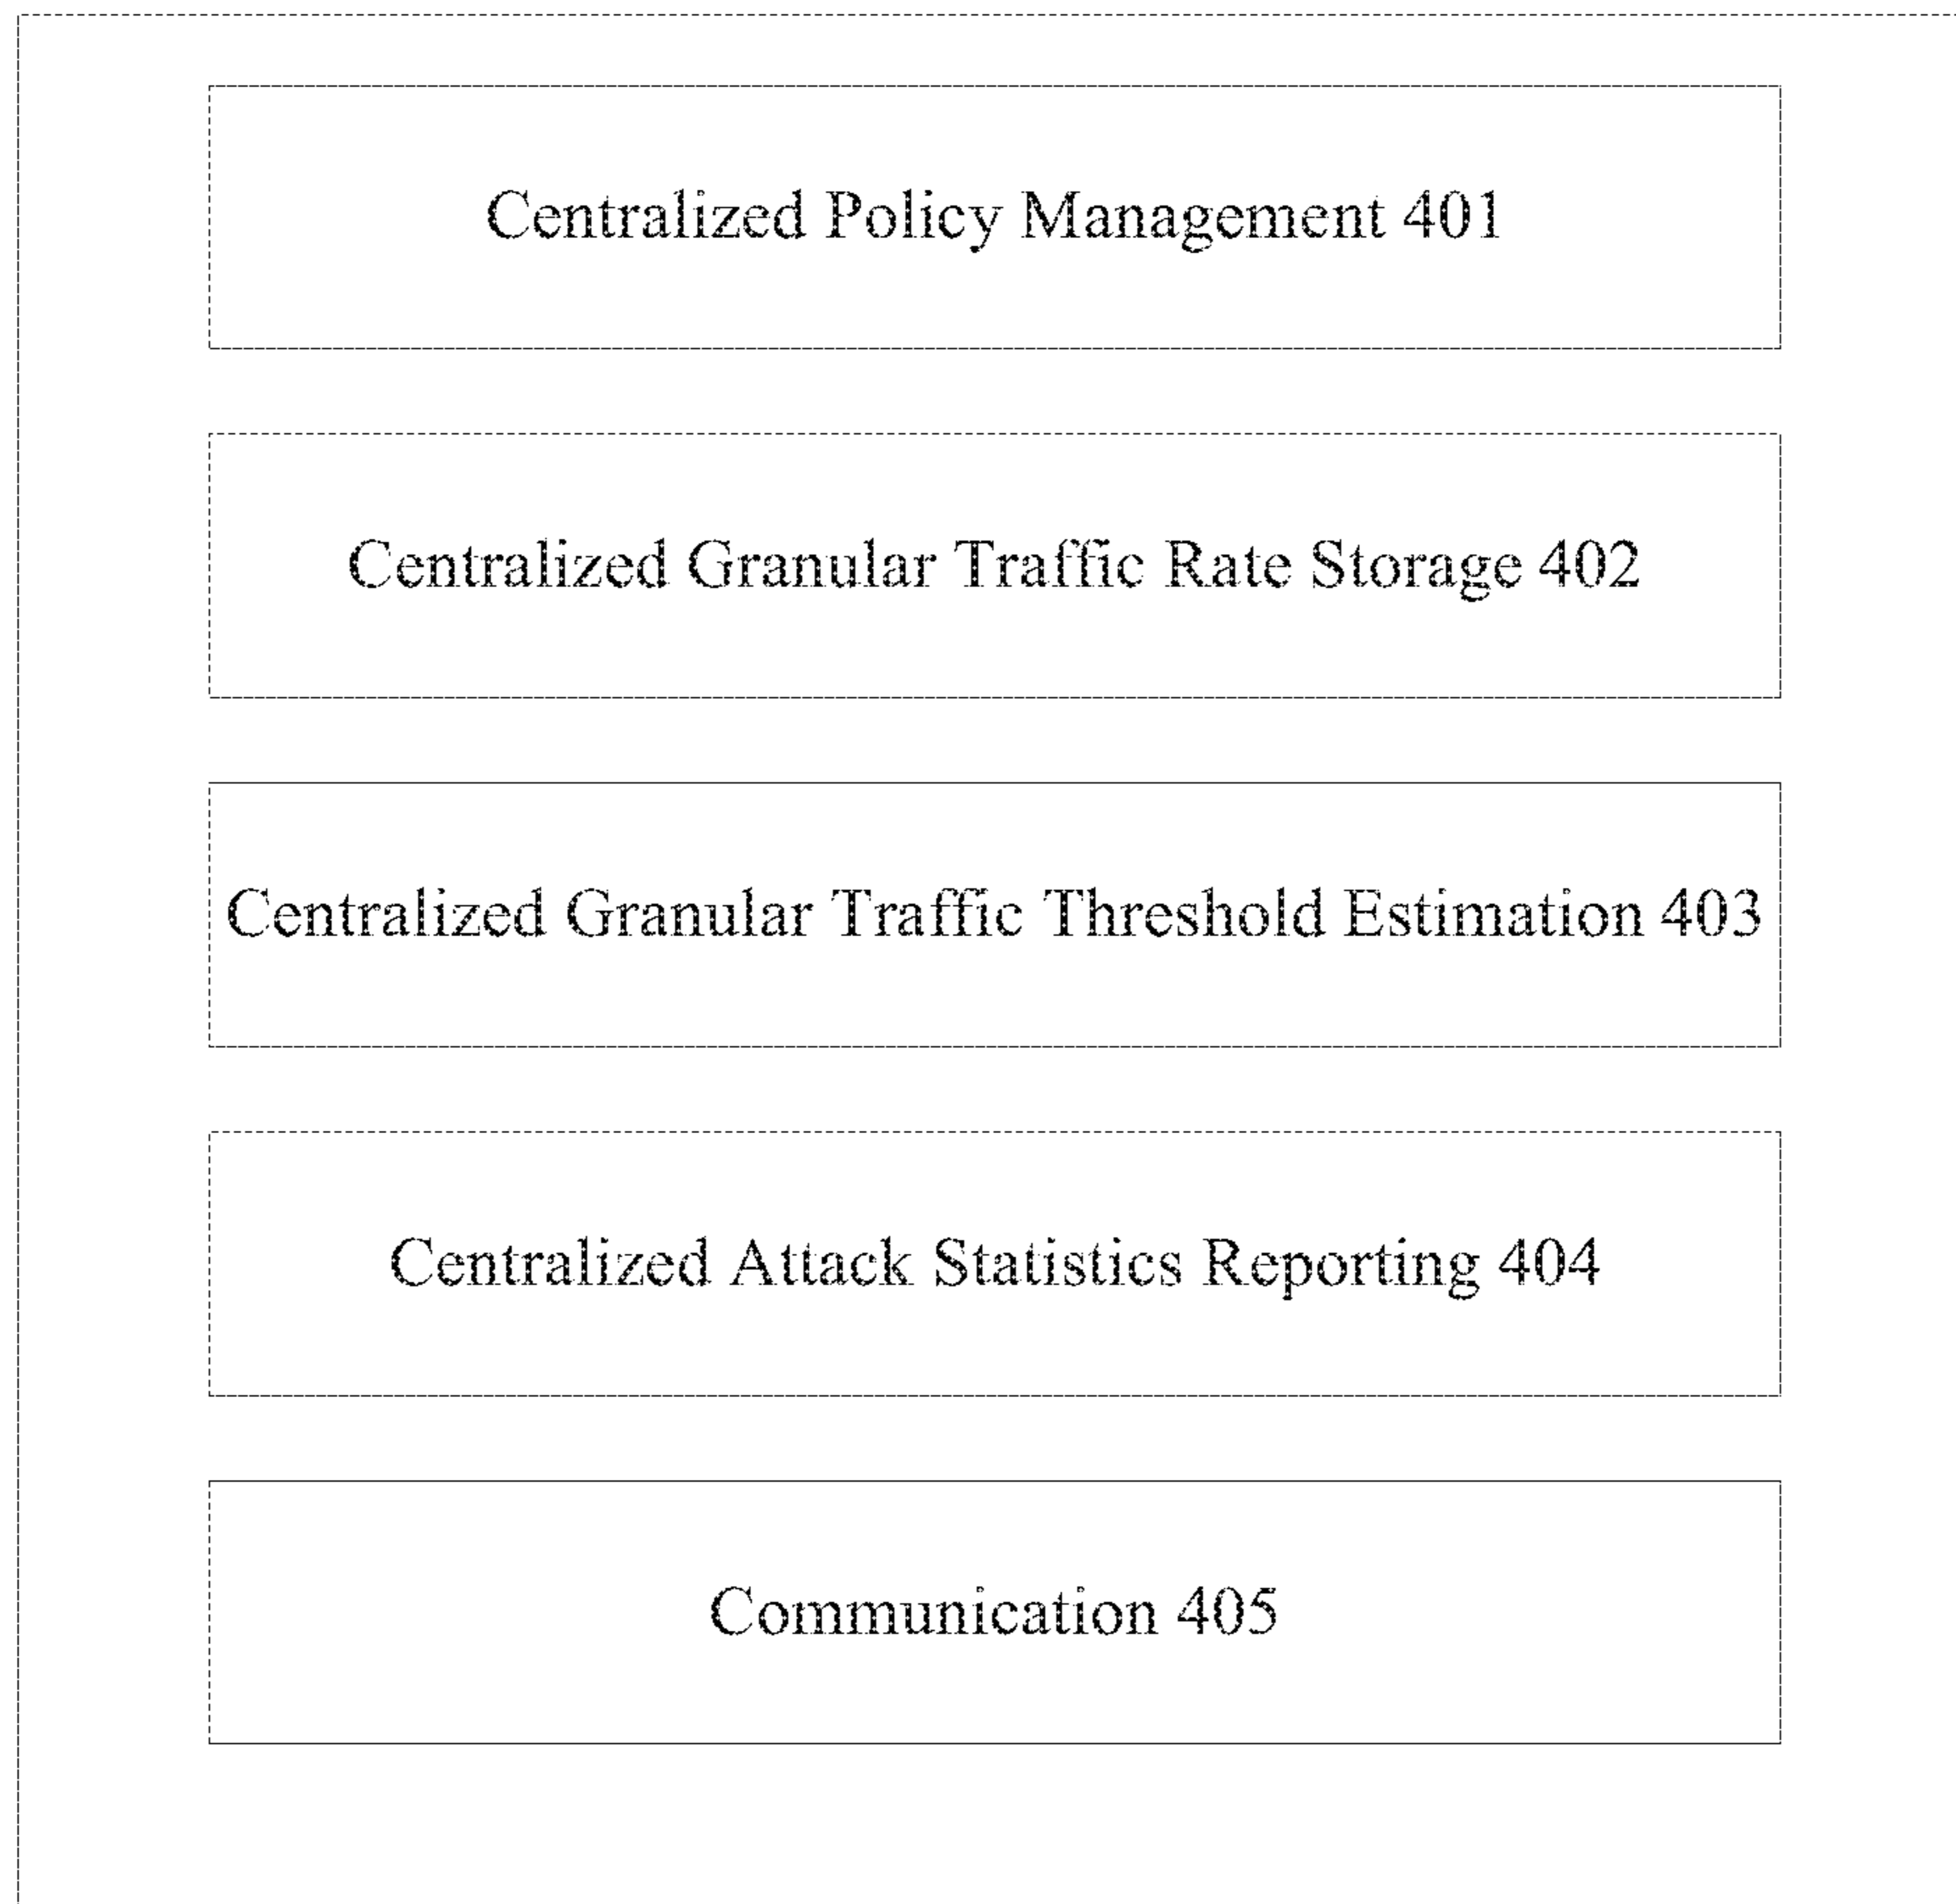 Centralized Policy Management 401
Centralized Granular Traffic Rate Storage 402
Centralized Granular Traffic Threshold Estimation 403
Centralized Attack Statistics Reporting 404
Communication 405